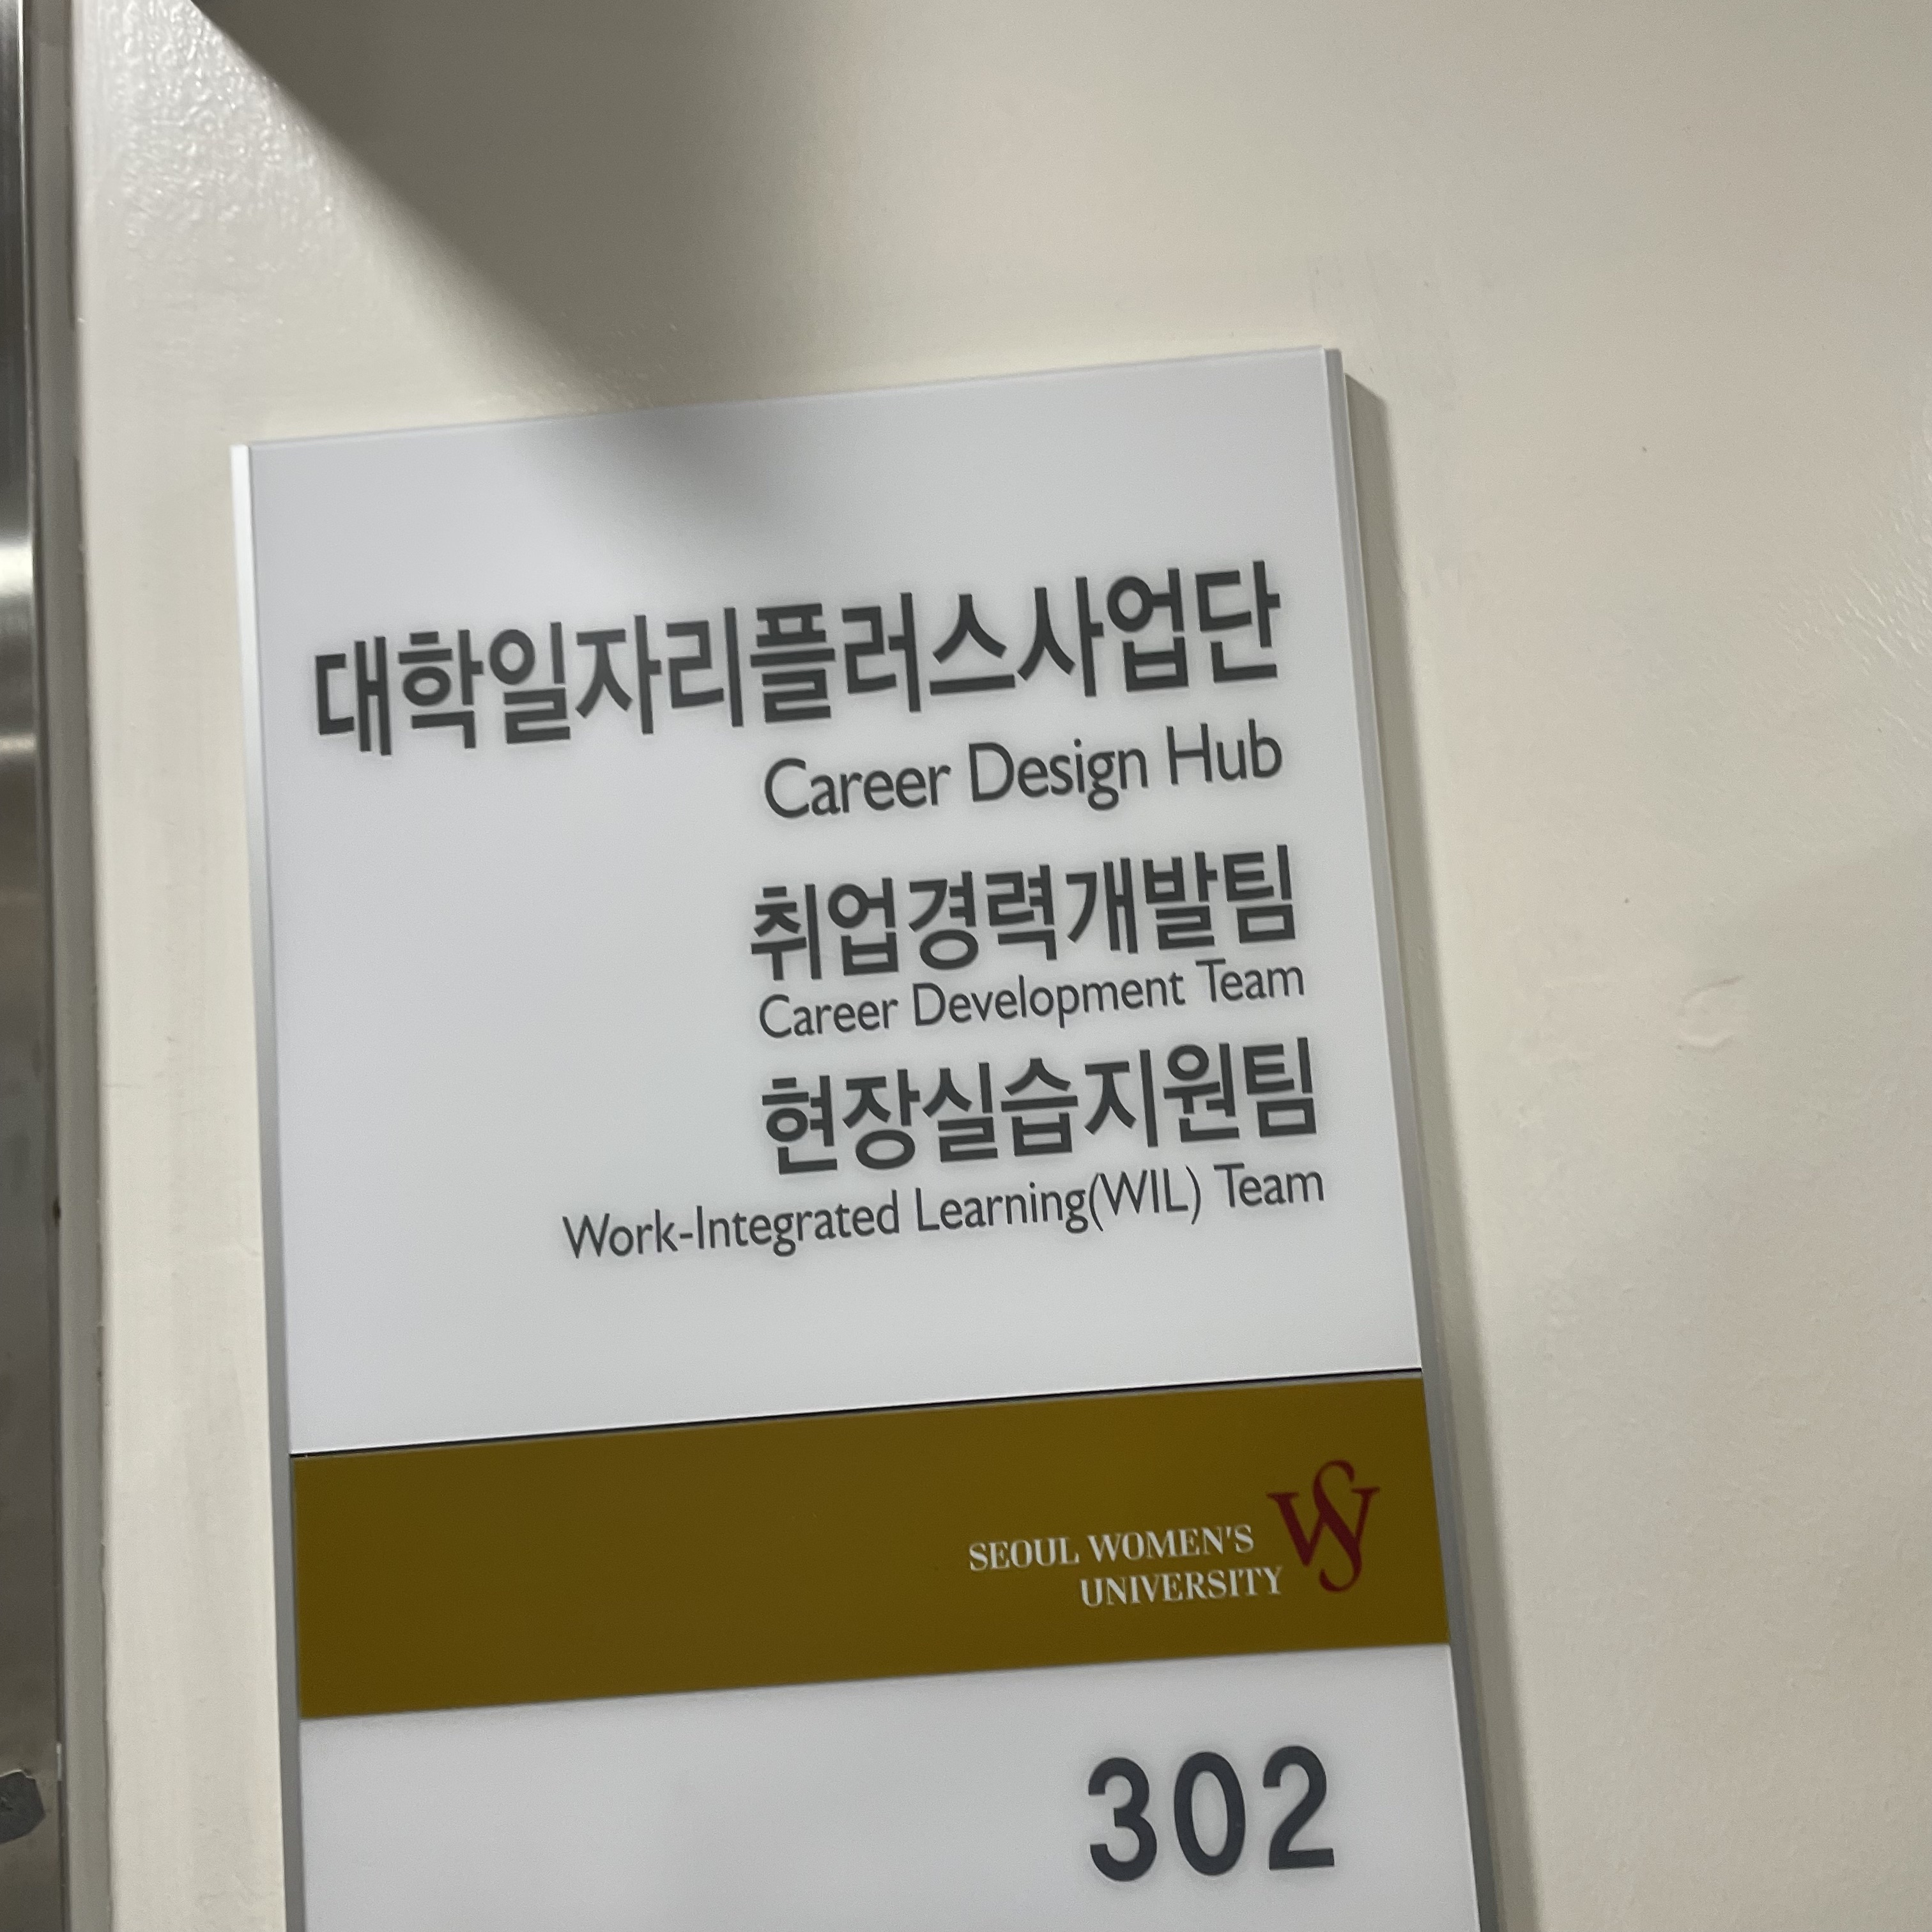 대학일자리플러스사업단
Career Design Hub
취업경력개발팀
Career Development Team
현장실습지원팀
Work-Integrated Learning(WIL) Team
SEOUL WOMEN'S
UNIVERSITY
302